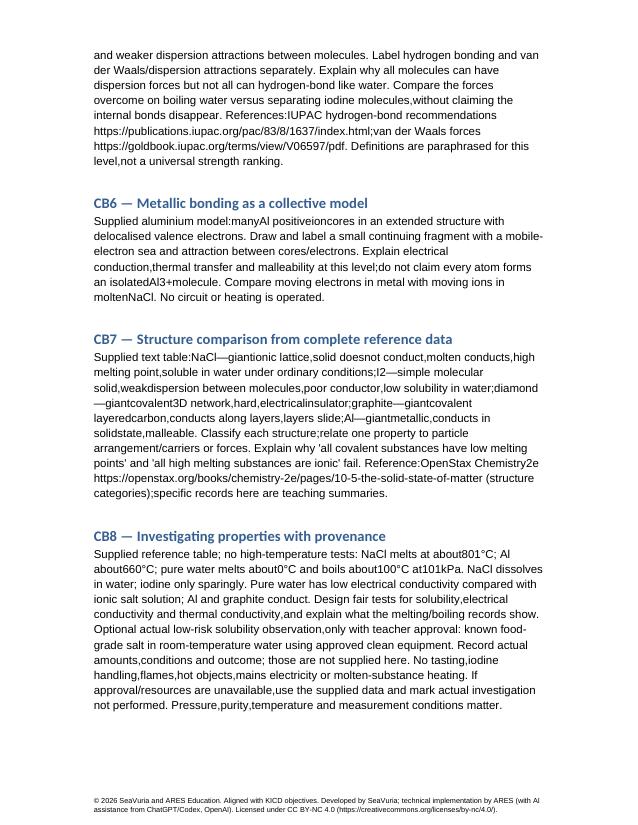 and weaker dispersion attractions between molecules. Label hydrogen bonding and van
der Waals/dispersion attractions separately. Explain why all molecules can have
dispersion forces but not all can hydrogen-bond like water. Compare the forces
overcome on boiling water versus separating iodine molecules,without claiming the
internal bonds disappear. References:IUPAC hydrogen-bond recommendations
https://publications.iupac.org/pac/83/8/1637/index.html;van der Waals forces
https://goldbook.iupac.org/terms/view/V06597/pdf. Definitions are paraphrased for this
level,not a universal strength ranking.
CB6 — Metallic bonding as a collective model
Supplied aluminium model:manyAl positiveioncores in an extended structure with
delocalised valence electrons. Draw and label a small continuing fragment with a mobile-
electron sea and attraction between cores/electrons. Explain electrical
conduction,thermal transfer and malleability at this level;do not claim every atom forms
an isolatedAl3+molecule. Compare moving electrons in metal with moving ions in
moltenNaCl. No circuit or heating is operated.
CB7 — Structure comparison from complete reference data
Supplied text table:NaCl—giantionic lattice,solid doesnot conduct,molten conducts,high
melting point,soluble in water under ordinary conditions;I2—simple molecular
solid,weakdispersion between molecules,poor conductor,low solubility in water;diamond
—giantcovalent3D network,hard,electricalinsulator;graphite—giantcovalent
layeredcarbon,conducts along layers,layers slide;Al—giantmetallic,conducts in
solidstate,malleable. Classify each structure;relate one property to particle
arrangement/carriers or forces. Explain why 'all covalent substances have low melting
points' and 'all high melting substances are ionic' fail. Reference:OpenStax Chemistry2e
https://openstax.org/books/chemistry-2e/pages/10-5-the-solid-state-of-matter (structure
categories);specific records here are teaching summaries.
CB8 — Investigating properties with provenance
Supplied reference table; no high-temperature tests: NaCl melts at about801°C; Al
about660°C; pure water melts about0°C and boils about100°C at101kPa. NaCl dissolves
in water; iodine only sparingly. Pure water has low electrical conductivity compared with
ionic salt solution; Al and graphite conduct. Design fair tests for solubility,electrical
conductivity and thermal conductivity,and explain what the melting/boiling records show.
Optional actual low-risk solubility observation,only with teacher approval: known food-
grade salt in room-temperature water using approved clean equipment. Record actual
amounts,conditions and outcome; those are not supplied here. No tasting,iodine
handling,flames,hot objects,mains electricity or molten-substance heating. If
approval/resources are unavailable,use the supplied data and mark actual investigation
not performed. Pressure,purity,temperature and measurement conditions matter.
© 2026 SeaVuria and ARES Education. Aligned with KICD objectives. Developed by SeaVuria; technical implementation by ARES (with AI
assistance from ChatGPT/Codex, OpenAI). Licensed under CC BY-NC 4.0 (https://creativecommons.org/licenses/by-nc/4.0/).